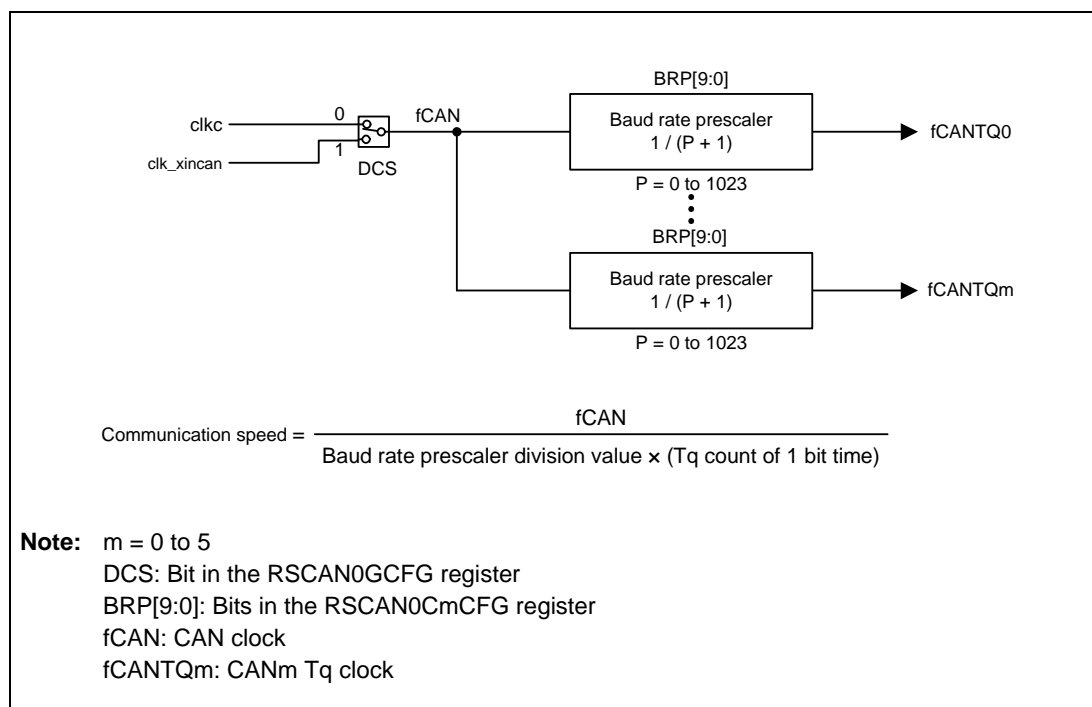 BRP[9:0]
clkc
0
fCAN
Baud rate prescaler
1 / (P + 1)
fCANTQ0
clk_xincan
1
DCS
P = 0 to 1023
BRP[9:0]
Baud rate prescaler
1 / (P + 1)
fCANTQm
P = 0 to 1023
fCAN
Communication speed =
Baud rate prescaler division value × (Tq count of 1 bit time)
Note: m = 0 to 5
DCS: Bit in the RSCAN0GCFG register
BRP[9:0]: Bits in the RSCAN0CmCFG register
fCAN: CAN clock
fCANTQm: CANm Tq clock